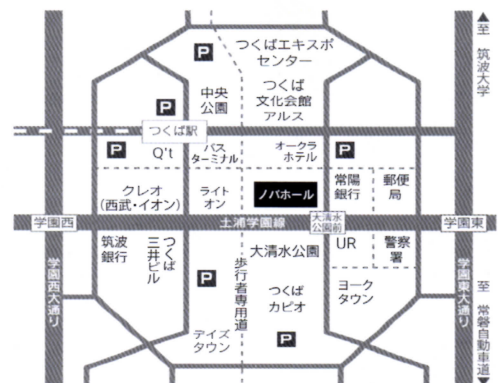 ▲至 筑波大学
P
つくばエキスポ
センター
中央
公園
つくば
文化会館
アルス
P
つくば駅
P
Q't
バス
ターミナル
オークラ
ホテル
P
クレオ
(西武・イオン)
ライト
オン
ノバホール
常陽
銀行
郵便
局
学園西
土浦学園線
大清水
公園前
学園東
筑波
銀行
つくば
三井ビル
大清水公園
UR
警察
署
学園西大通り
歩行者専用道
P
つくば
カピオ
ヨーク
タウン
学園東大通り
デイズ
タウン
P
至 常磐自動車道▼